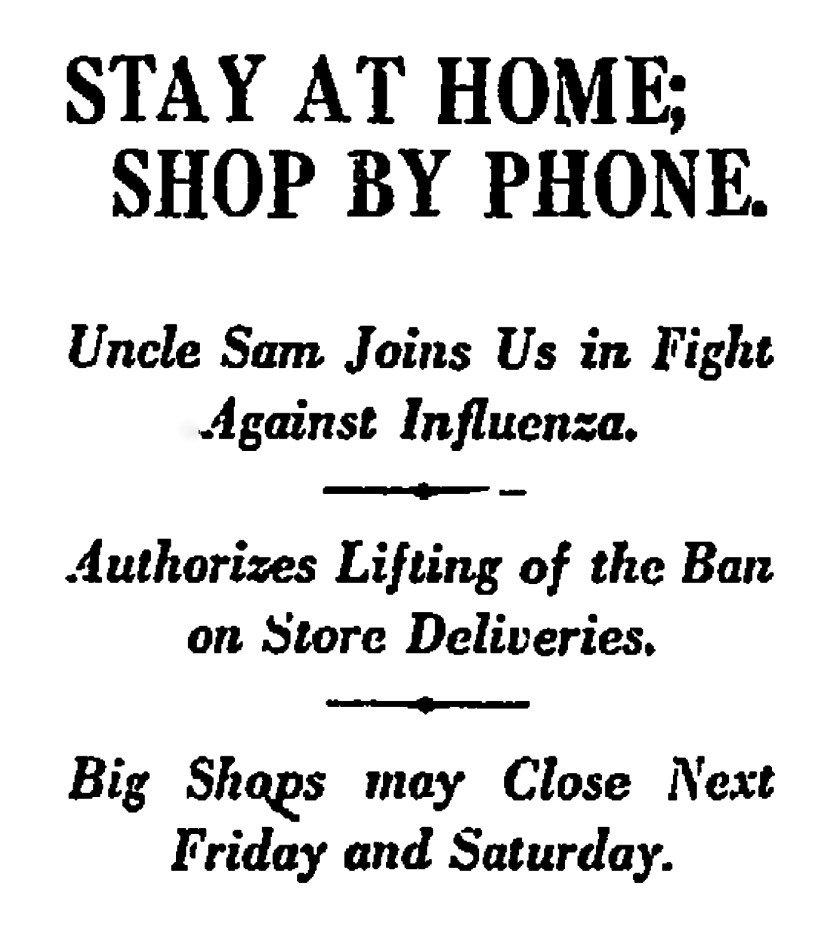 STAY AT HOME;
SHOP BY PHONE.
Uncle Sam Joins Us in Fight
Against Influenza.
Authorizes Lifting of the Ban
on Store Deliveries.
Big Shops may Close Next
Friday and Saturday.